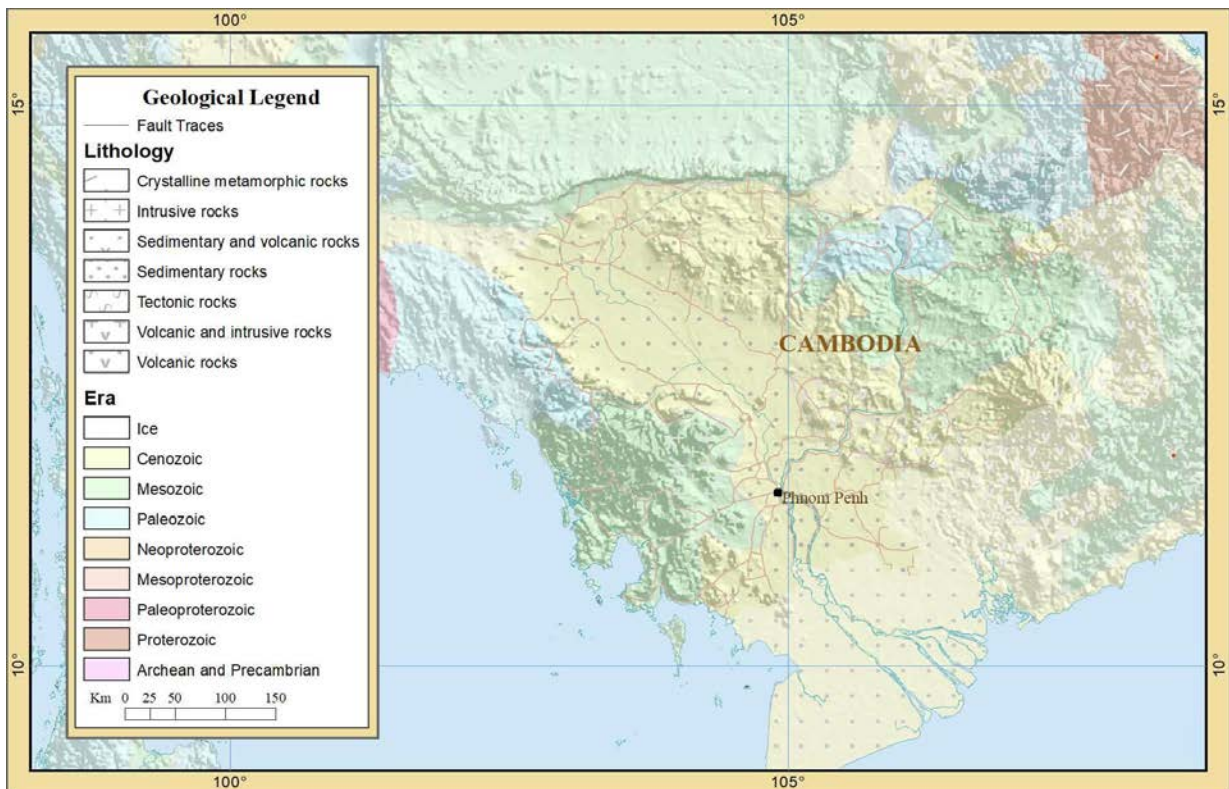 100°
105°
15°
15°
Geological Legend
Fault Traces
Lithology
Crystalline metamorphic rocks
Intrusive rocks
Sedimentary and volcanic rocks
Sedimentary rocks
Tectonic rocks
Volcanic and intrusive rocks
Volcanic rocks
Era
Ice
Cenozoic
Mesozoic
Paleozoic
Neoproterozoic
Mesoproterozoic
Paleoproterozoic
Proterozoic
Archean and Precambrian
Km 0 25 50 100 150
CAMBODIA
Phnom Penh
10°
10°
100°
105°